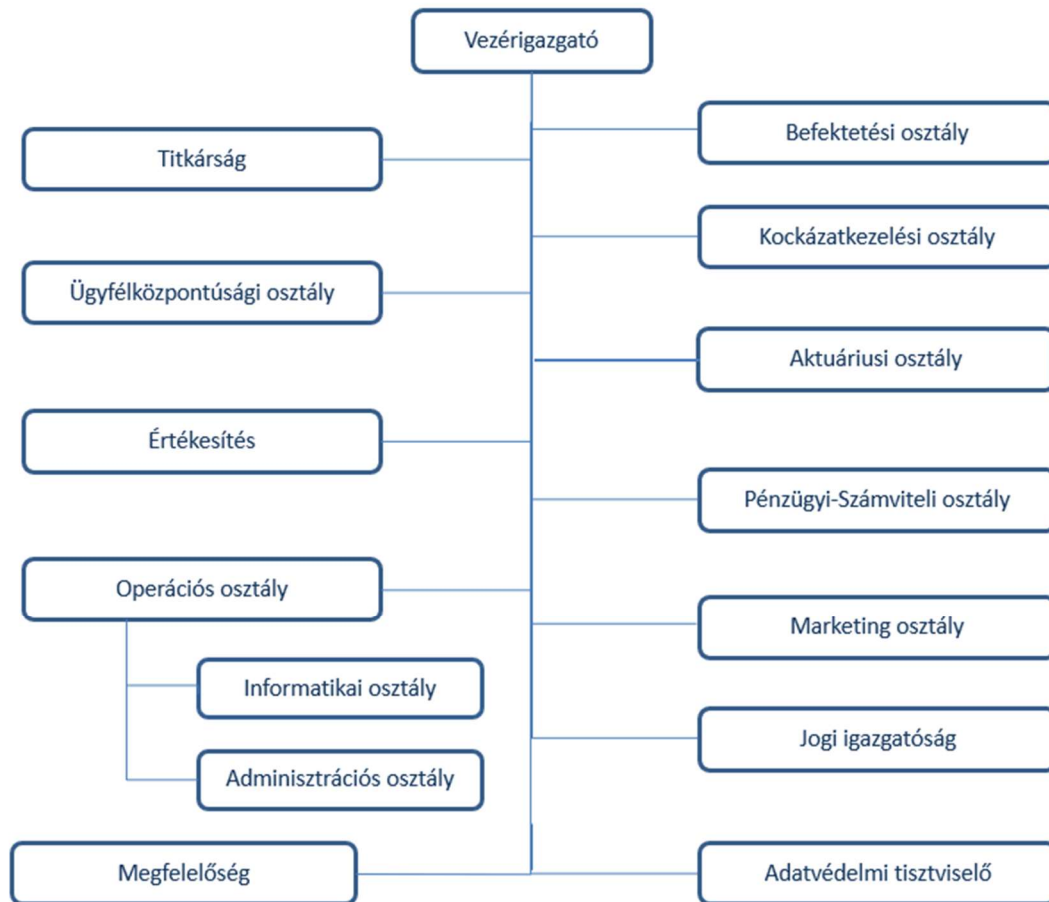 Vezérigazgató
Titkárság
Befektetési osztály
Ügyfélközpontúsági osztály
Kockázatkezelési osztály
Értékesítés
Aktuáriusi osztály
Operációs osztály
Pénzügyi-Számviteli osztály
Informatikai osztály
Marketing osztály
Adminisztrációs osztály
Jogi igazgatóság
Megfelelőség
Adatvédelmi tisztviselő